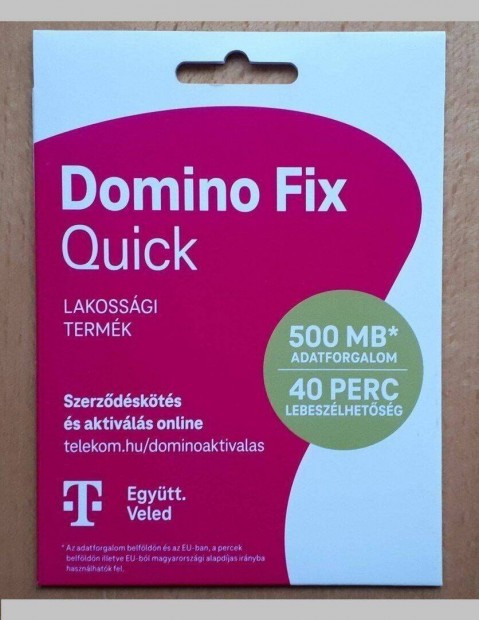 Domino Fix
Quick
LAKOSSÁGI
TERMÉK
500 MB*
ADATFORGALOM
40 PERC
LEBESZÉLHETŐSÉG
Szerződéskötés
és aktiválás online
telekom.hu/dominoaktivalas
T
Együtt.
Veled
* Az adatforgalom belföldön és az EU-ban, a percek
belföldön illetve EU-ból magyarországi alapdíjas irányba
használhatók fel.